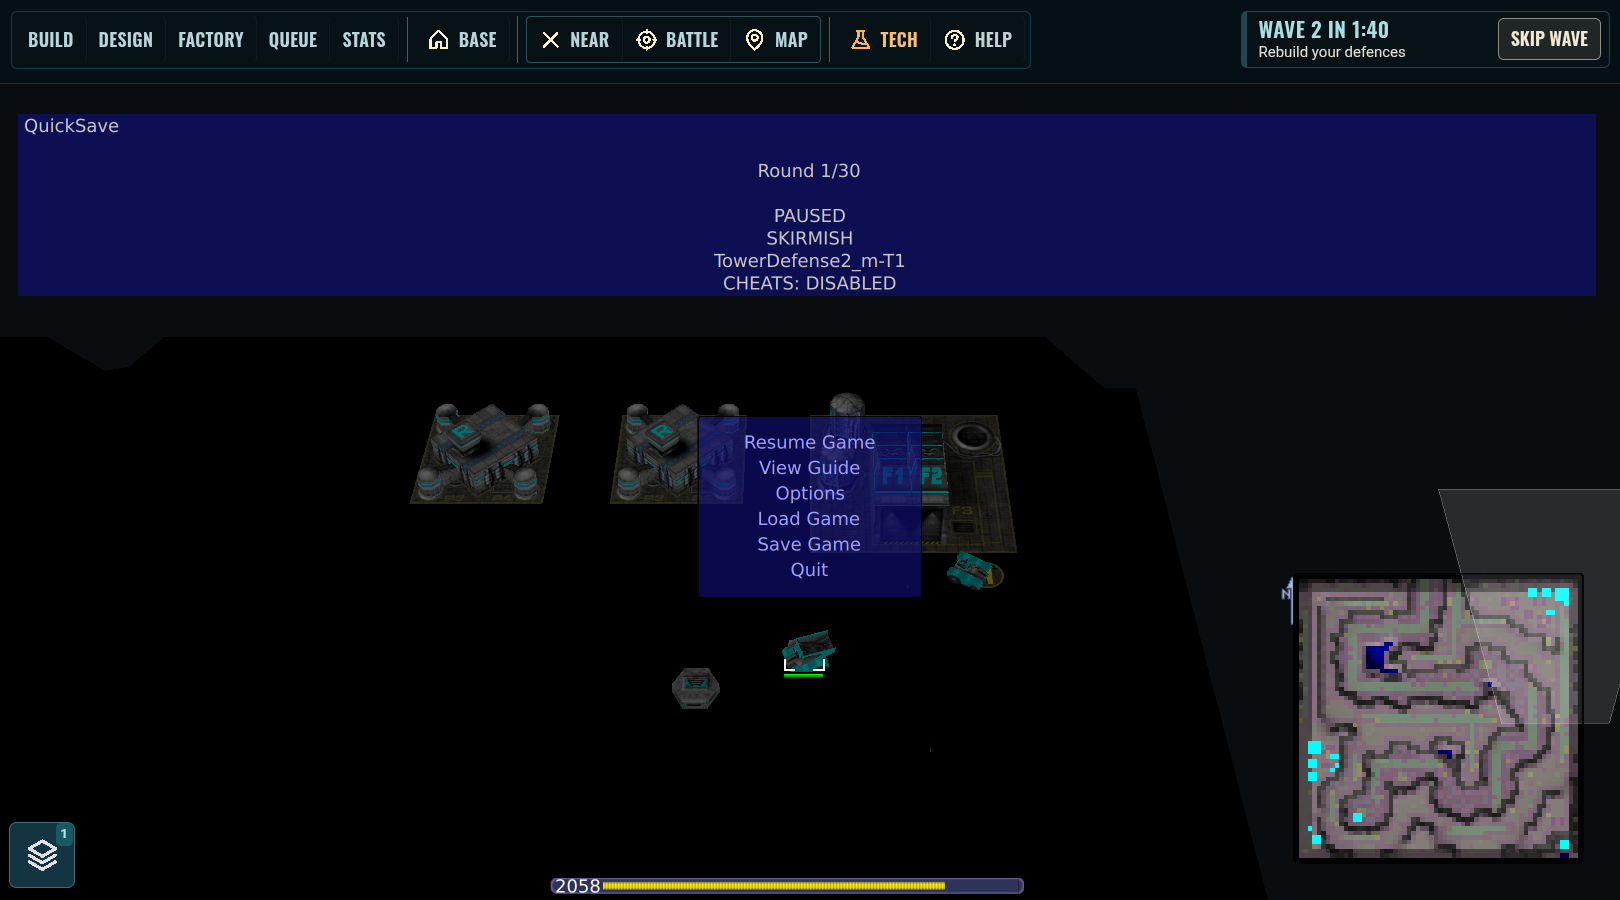 BUILD DESIGN FACTORY QUEUE STATS BASE NEAR BATTLE MAP TECH HELP
WAVE 2 IN 1:40
Rebuild your defences
SKIP WAVE
QuickSave
Round 1/30
PAUSED
SKIRMISH
TowerDefense2_m-T1
CHEATS: DISABLED
R
R
F1 F2
F3
Resume Game
View Guide
Options
Load Game
Save Game
Quit
N
1
2058